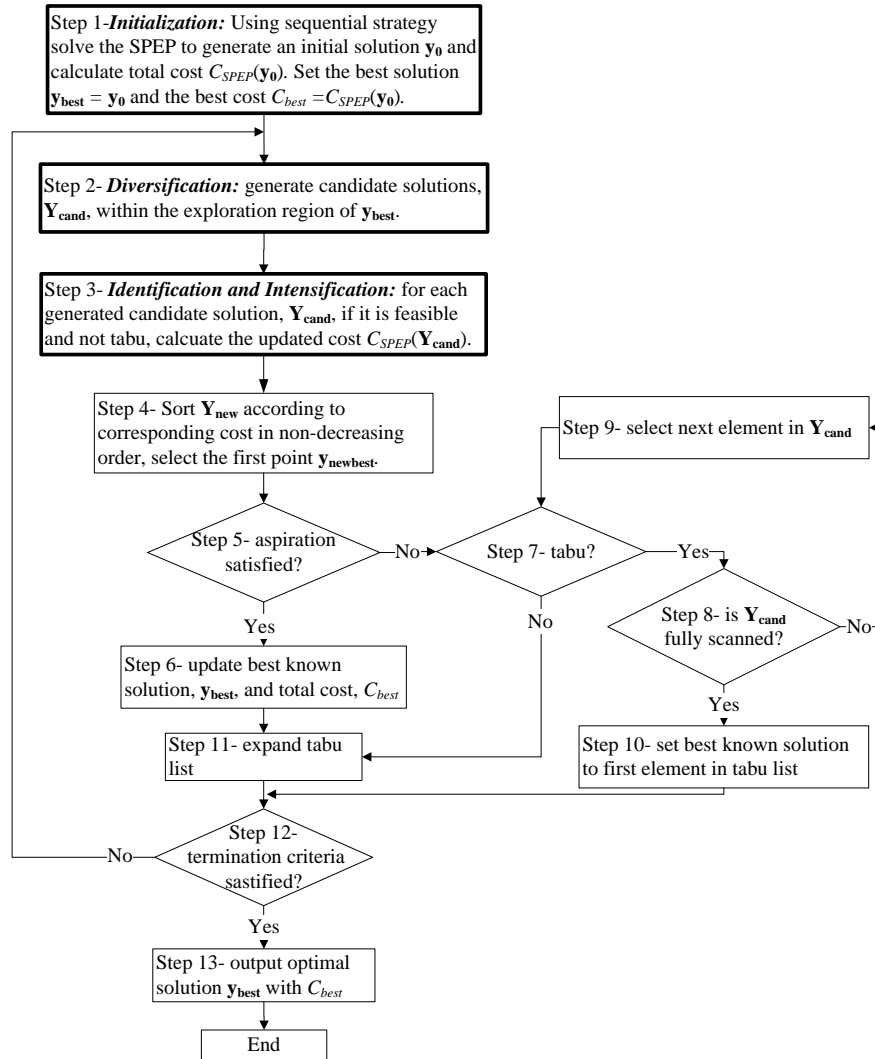 Step 1-Initialization: Using sequential strategy
solve the SPEP to generate an initial solution y0 and
calculate total cost CSPEP(y0). Set the best solution
ybest = y0 and the best cost Cbest =CSPEP(y0).
Step 2- Diversification: generate candidate solutions,
Ycand, within the exploration region of ybest.
Step 3- Identification and Intensification: for each
generated candidate solution, Ycand, if it is feasible
and not tabu, calcuate the updated cost CSPEP(Ycand).
Step 4- Sort Ynew according to
corresponding cost in non-decreasing
order, select the first point ynewbest.
Step 9- select next element in Ycand
Step 5- aspiration
satisfied?
No
Step 7- tabu?
Yes
No
Step 8- is Ycand
fully scanned?
No
Yes
Yes
Step 6- update best known
solution, ybest, and total cost, Cbest
Step 11- expand tabu
list
Step 10- set best known solution
to first element in tabu list
Step 12-
termination criteria
sastified?
No
Yes
Step 13- output optimal
solution ybest with Cbest
End